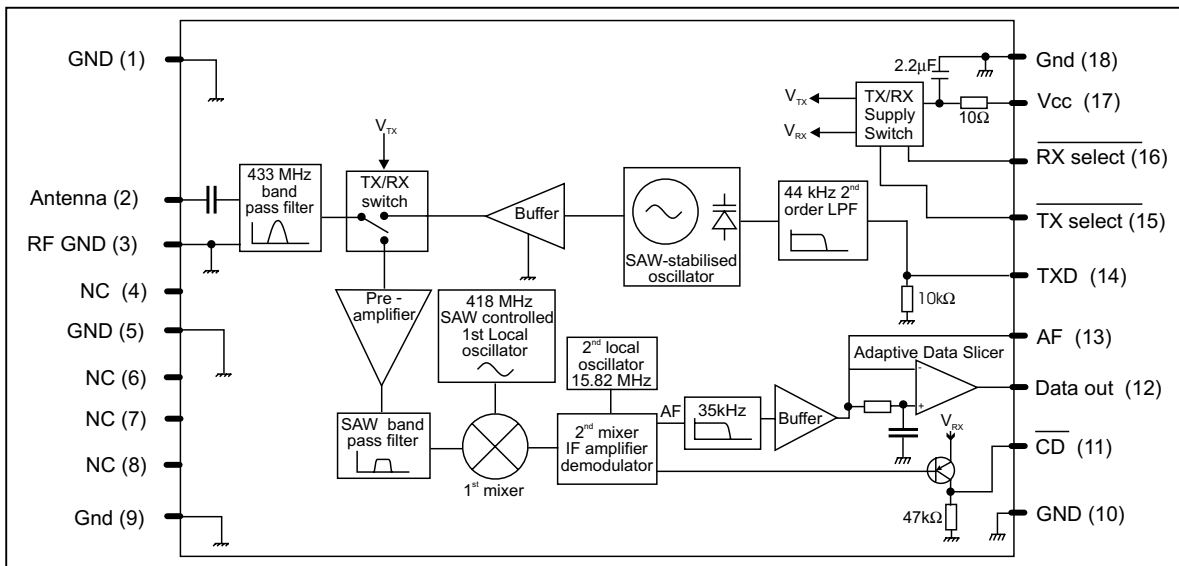 GND (1)
Antenna (2)
RF GND (3)
NC (4)
GND (5)
NC (6)
NC (7)
NC (8)
Gnd (9)
433 MHz
band
pass filter
VTX
TX/RX
switch
Buffer
SAW-stabilised
oscillator
44 kHz 2nd
order LPF
10kΩ
VTX
VRX
TX/RX
Supply
Switch
2.2µF
10Ω
Pre -
amplifier
418 MHz
SAW controlled
1st Local
oscillator
SAW band
pass filter
1st mixer
2nd local
oscillator
15.82 MHz
2nd mixer
IF amplifier
demodulator
AF
35kHz
Buffer
Adaptive Data Slicer
-
+
VRX
47kΩ
Gnd (18)
Vcc (17)
RX select (16)
TX select (15)
TXD (14)
AF (13)
Data out (12)
CD (11)
GND (10)